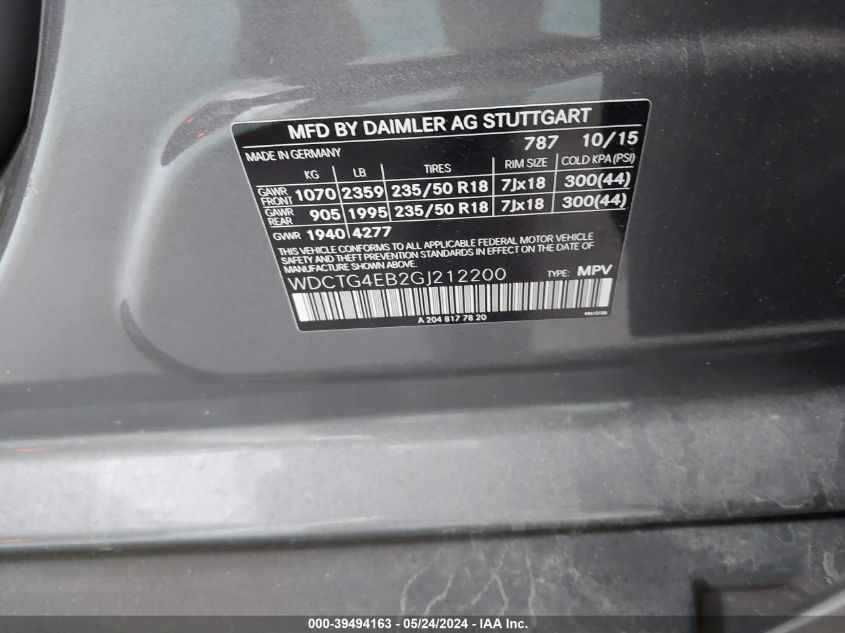 MFD BY DAIMLER AG STUTTGART
MADE IN GERMANY 787 10/15
KG LB TIRES RIM SIZE COLD KPA (PSI)
GAWR FRONT 1070 2359 235/50 R18 7Jx18 300(44)
GAWR REAR 905 1995 235/50 R18 7Jx18 300(44)
GVWR 1940 4277
THIS VEHICLE CONFORMS TO ALL APPLICABLE FEDERAL MOTOR VEHICLE
SAFETY AND THEFT PREVENTION STANDARDS IN EFFECT ON THE DATE OF
MANUFACTURE SHOWN ABOVE.
WDCTG4EB2GJ212200 TYPE: MPV
A 204 817 78 20
000-39494163 - 05/24/2024 - IAAI.com.